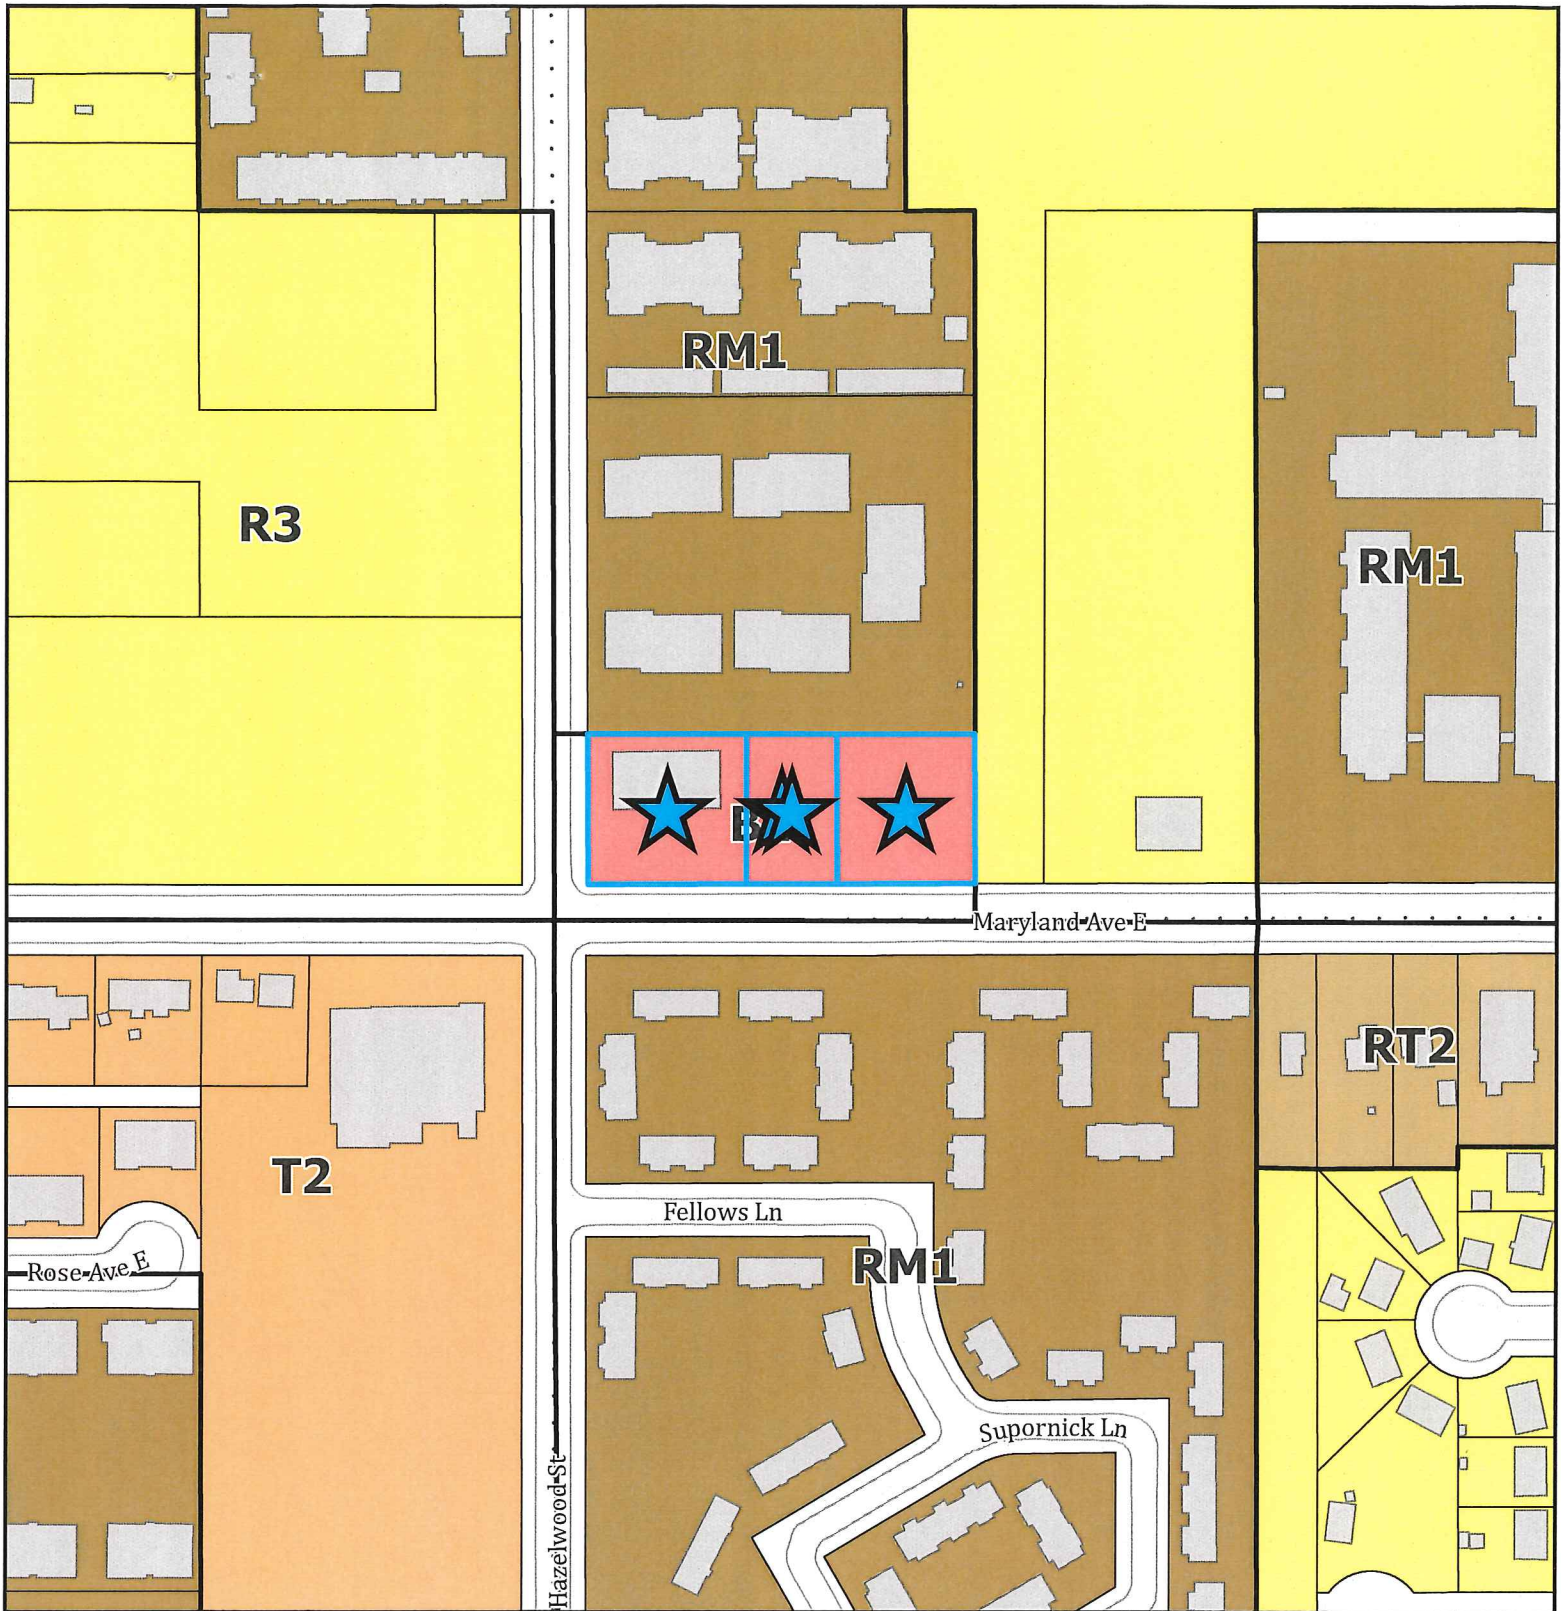 RM1
R3
RM1
B
Maryland Ave E
RT2
T2
Fellows Ln
Rose Ave E
RM1
Supornick Ln
Hazelwood St